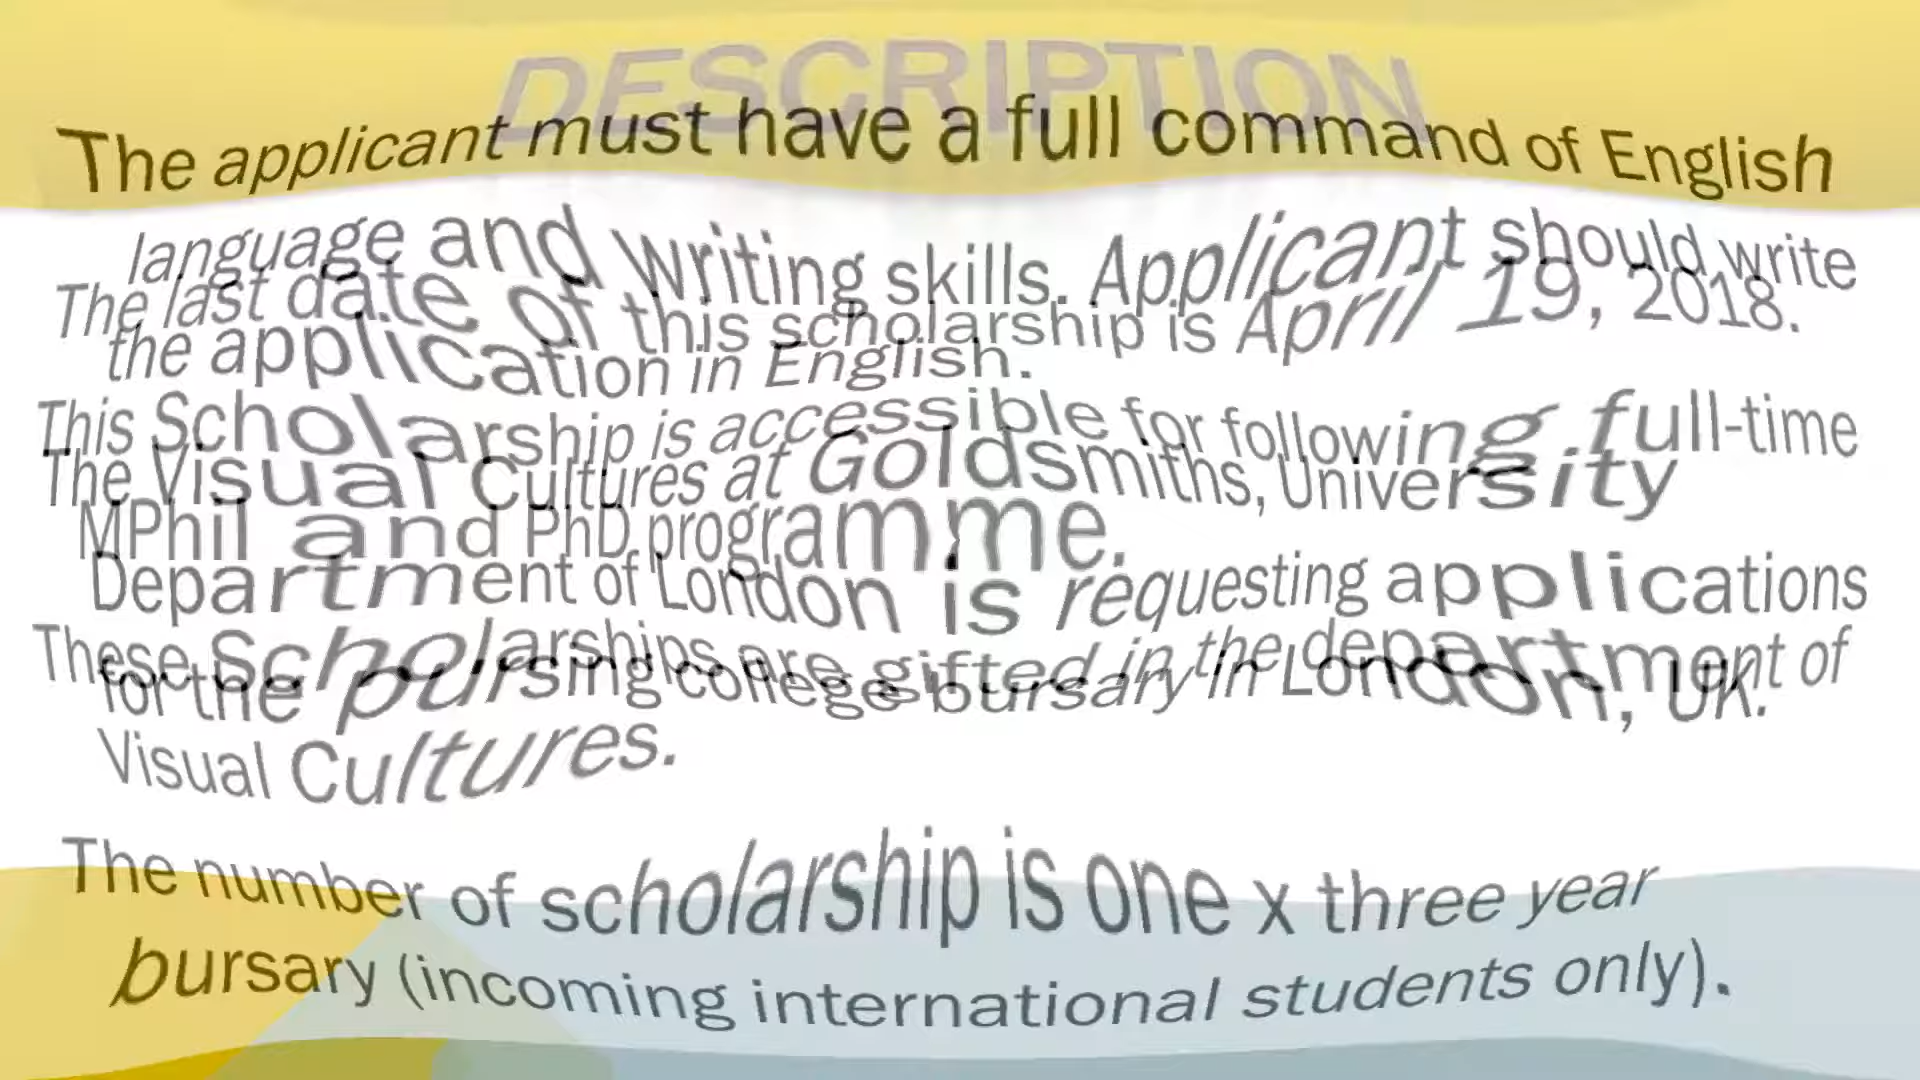 DESCRIPTION
The applicant must have a full command of English
language and writing skills. Applicant should write
The last date of this scholarship is April 19, 2018.
the application in English.
This Scholarship is accessible for following full-time
The Visual Cultures at Goldsmiths, University
MPhil and PhD programme.
Department of London is requesting applications
These Scholarships are gifted in the department of
for the pursing college bursary in London, UK.
Visual Cultures.
The number of scholarship is one x three year
bursary (incoming international students only).